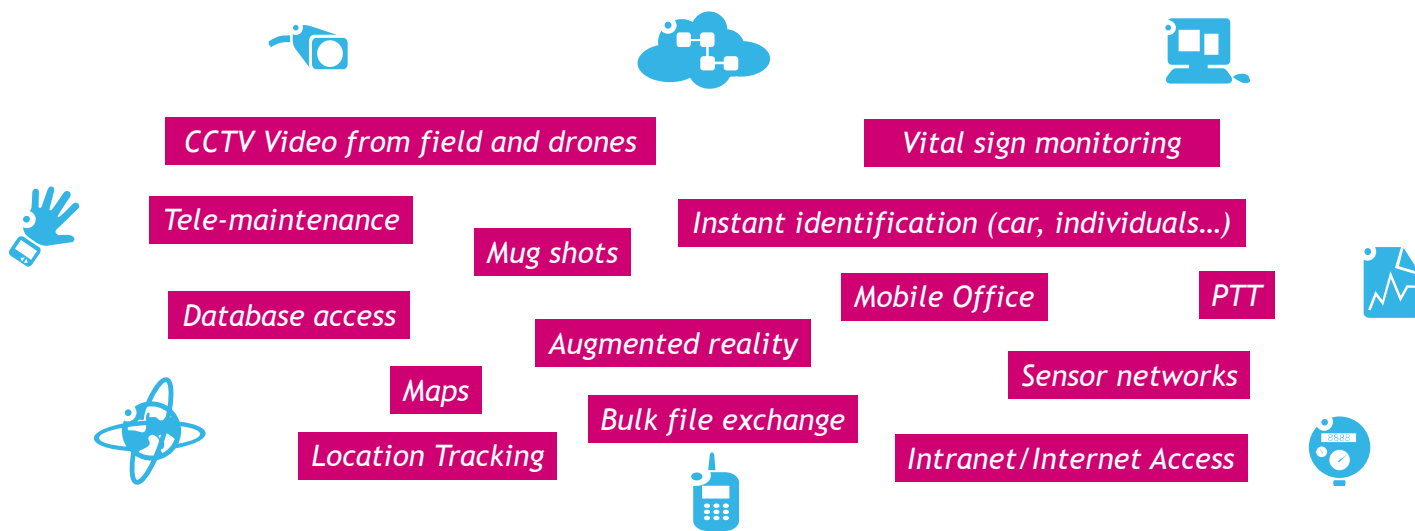 CCTV Video from field and drones
Vital sign monitoring
Tele-maintenance
Instant identification (car, individuals…)
Mug shots
Mobile Office
PTT
Database access
Augmented reality
Sensor networks
Maps
Bulk file exchange
Location Tracking
Intranet/Internet Access